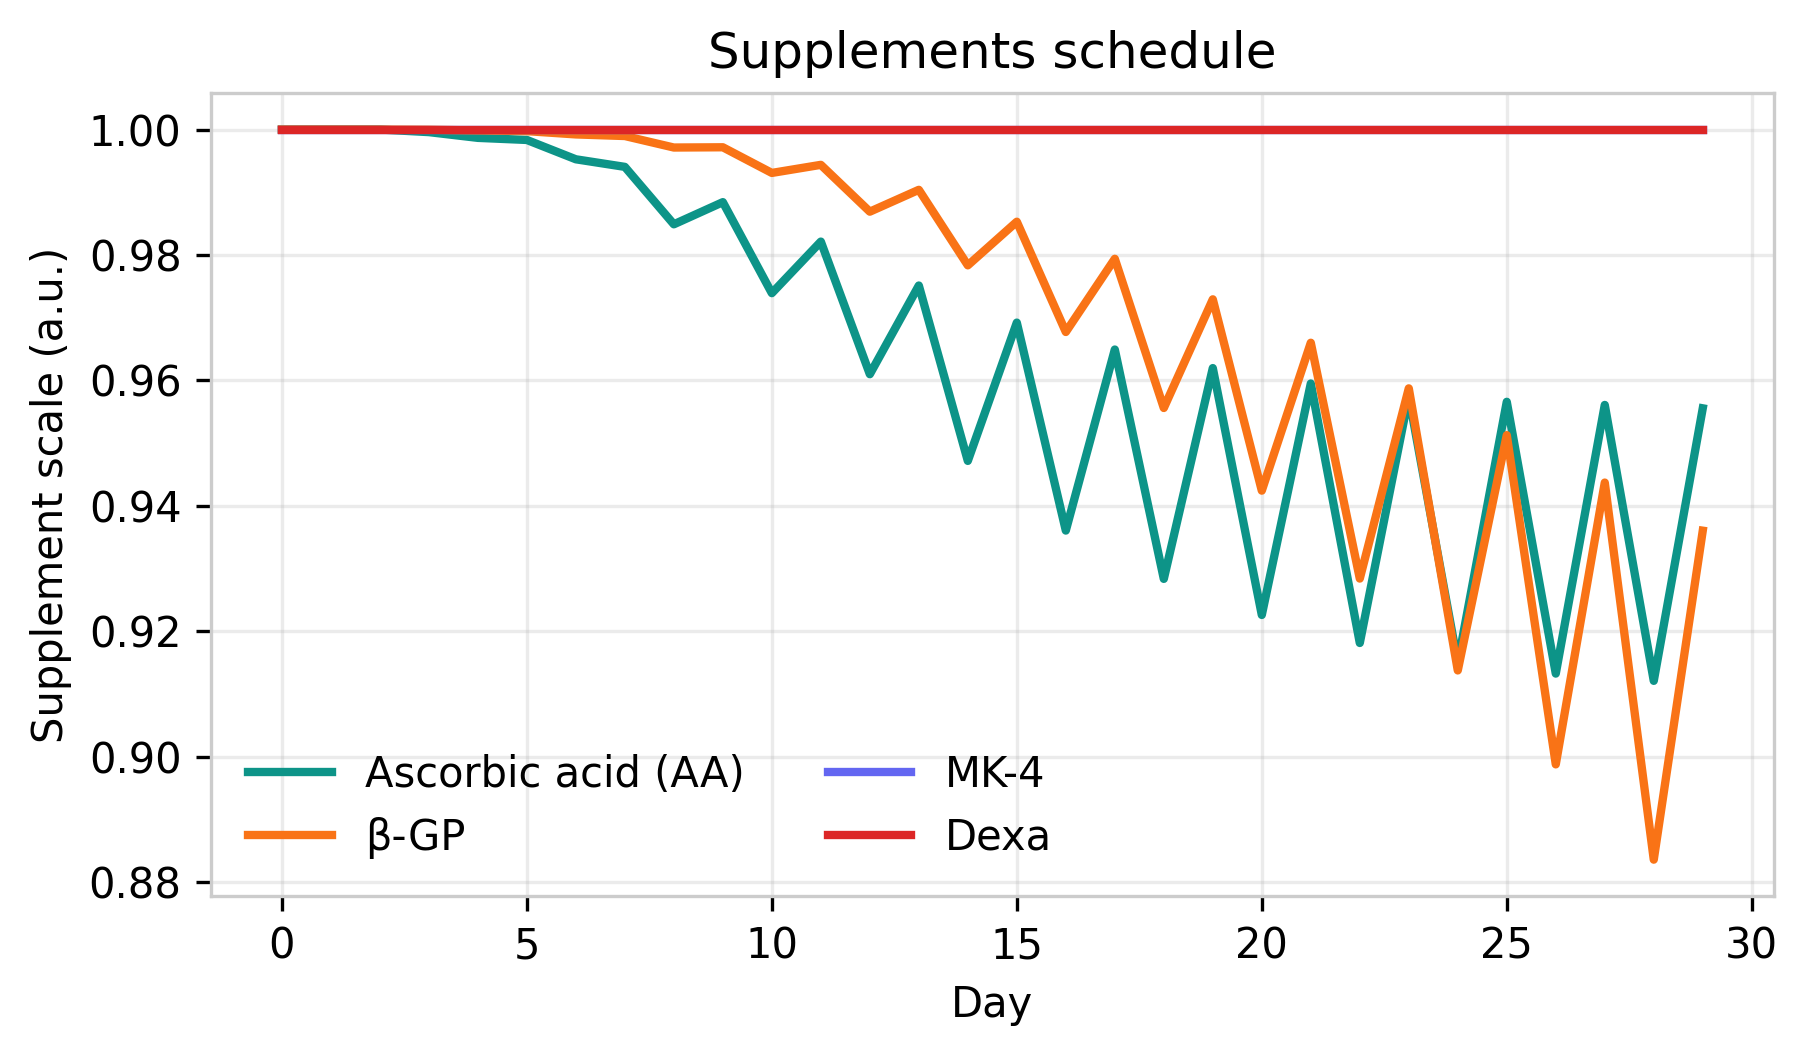 Supplements schedule
Supplement scale (a.u.)
1.00
0.98
0.96
0.94
0.92
0.90
0.88
Ascorbic acid (AA)
β-GP
MK-4
Dexa
0 5 10 15 20 25 30
Day